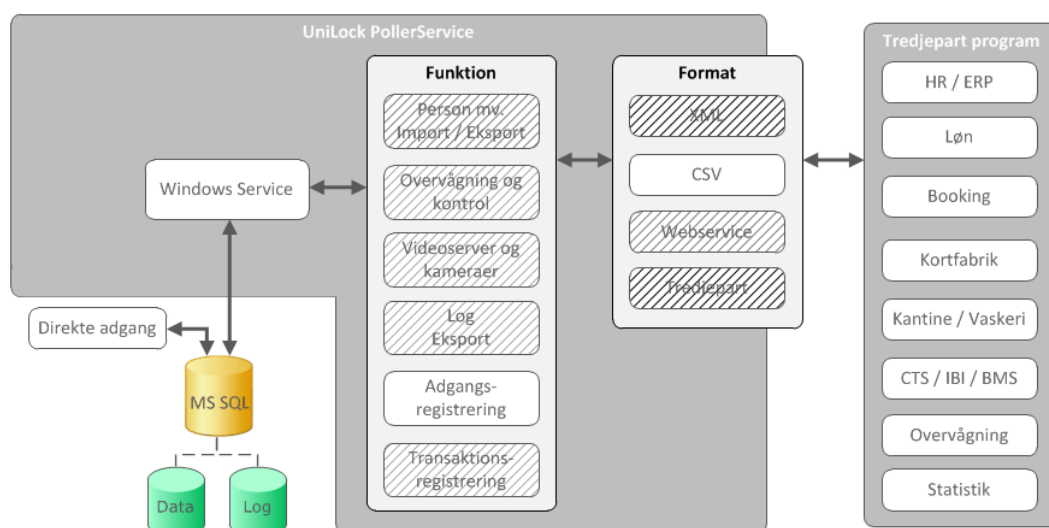 UniLock PollerService
Tredjepart program
Funktion
Person mv.
Import / Eksport
Overvågning og
kontrol
Videoserver og
kameraer
Log
Eksport
Adgangs-
registrering
Transaktions-
registrering
Format
XML
CSV
Webservice
Tredjepart
HR / ERP
Løn
Booking
Kortfabrik
Kantine / Vaskeri
CTS / IBI / BMS
Overvågning
Statistik
Windows Service
Direkte adgang
MS SQL
Data
Log